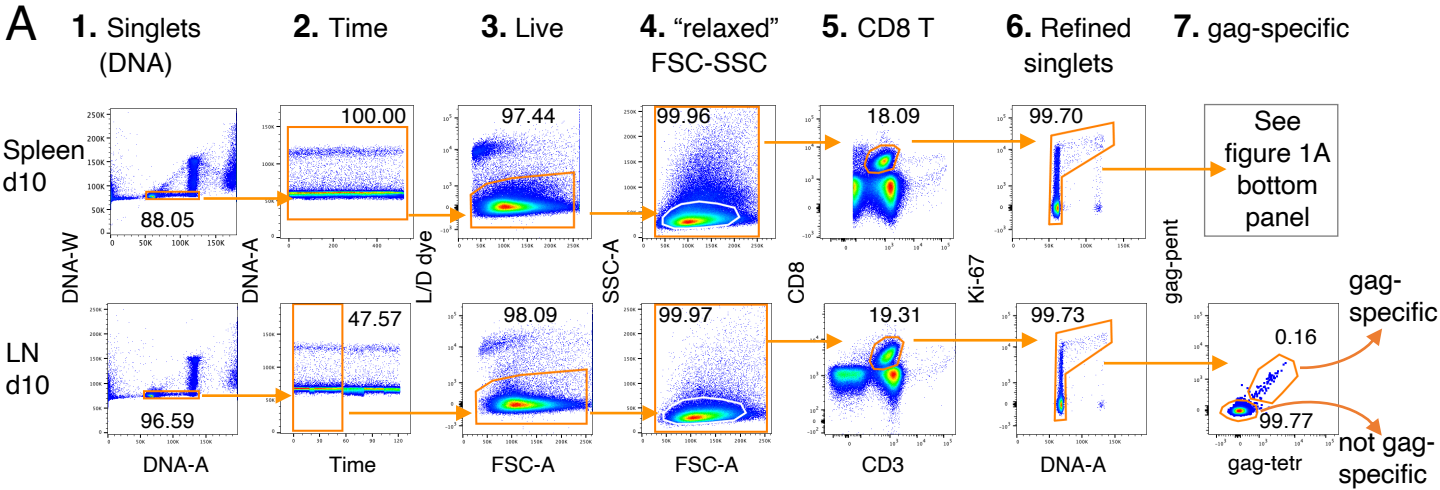 A
1. Singlets (DNA)
2. Time
3. Live
4. “relaxed” FSC-SSC
5. CD8 T
6. Refined singlets
7. gag-specific
Spleen
d10
88.05
100.00
97.44
99.96
18.09
99.70
See
figure 1A
bottom
panel
DNA-W
DNA-A
L/D dye
SSC-A
CD8
Ki-67
gag-pent
LN
d10
96.59
47.57
98.09
99.97
19.31
99.73
0.16
99.77
gag-
specific
not gag-
specific
DNA-A
Time
FSC-A
FSC-A
CD3
DNA-A
gag-tetr